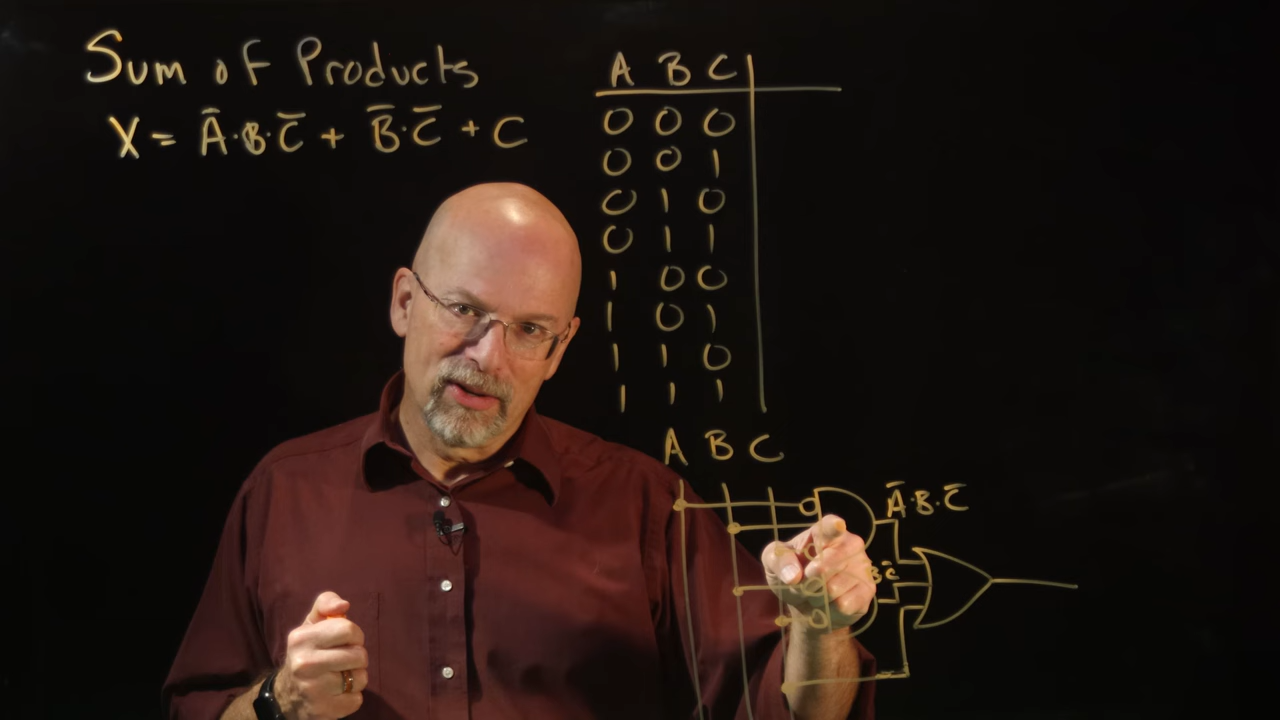 Sum of Products
X = A̅·B·C̅ + B̅·C̅ + C
A B C
0 0 0
0 0 1
0 1 0
0 1 1
1 0 0
1 0 1
1 1 0
1 1 1
A B C
A̅·B·C̅